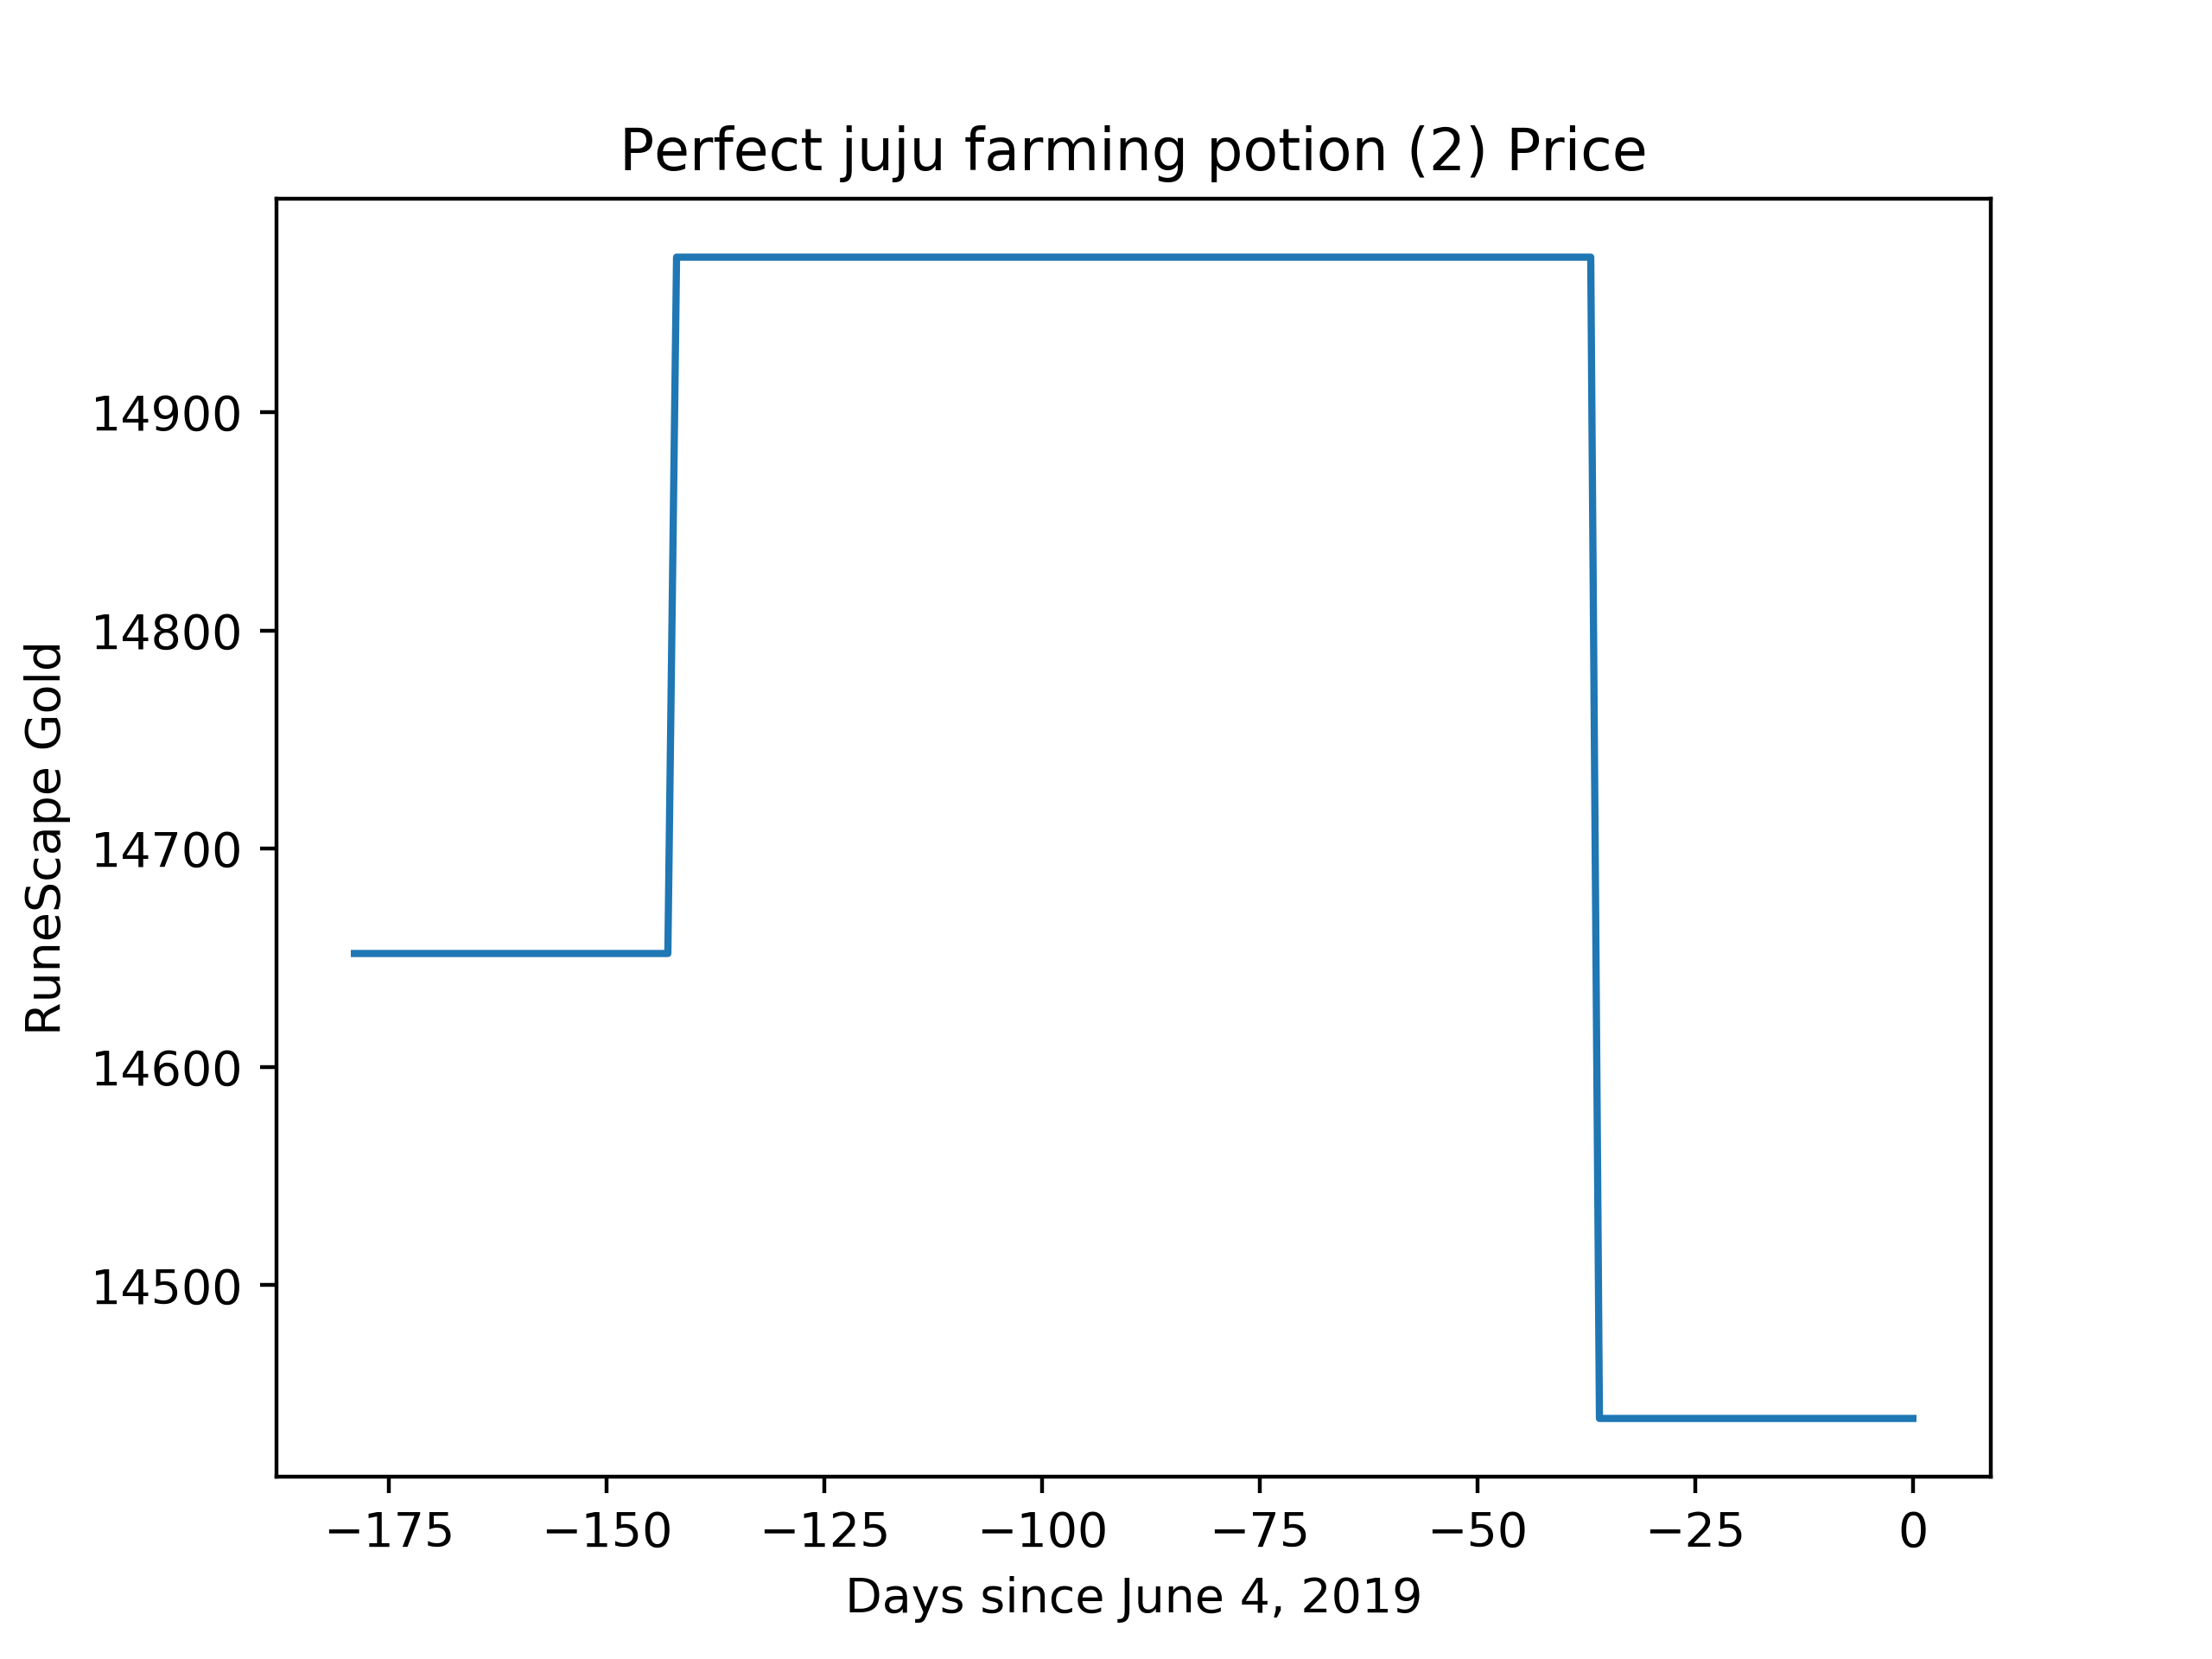 Perfect juju farming potion (2) Price
RuneScape Gold
14900
14800
14700
14600
14500
−175 −150 −125 −100 −75 −50 −25 0
Days since June 4, 2019